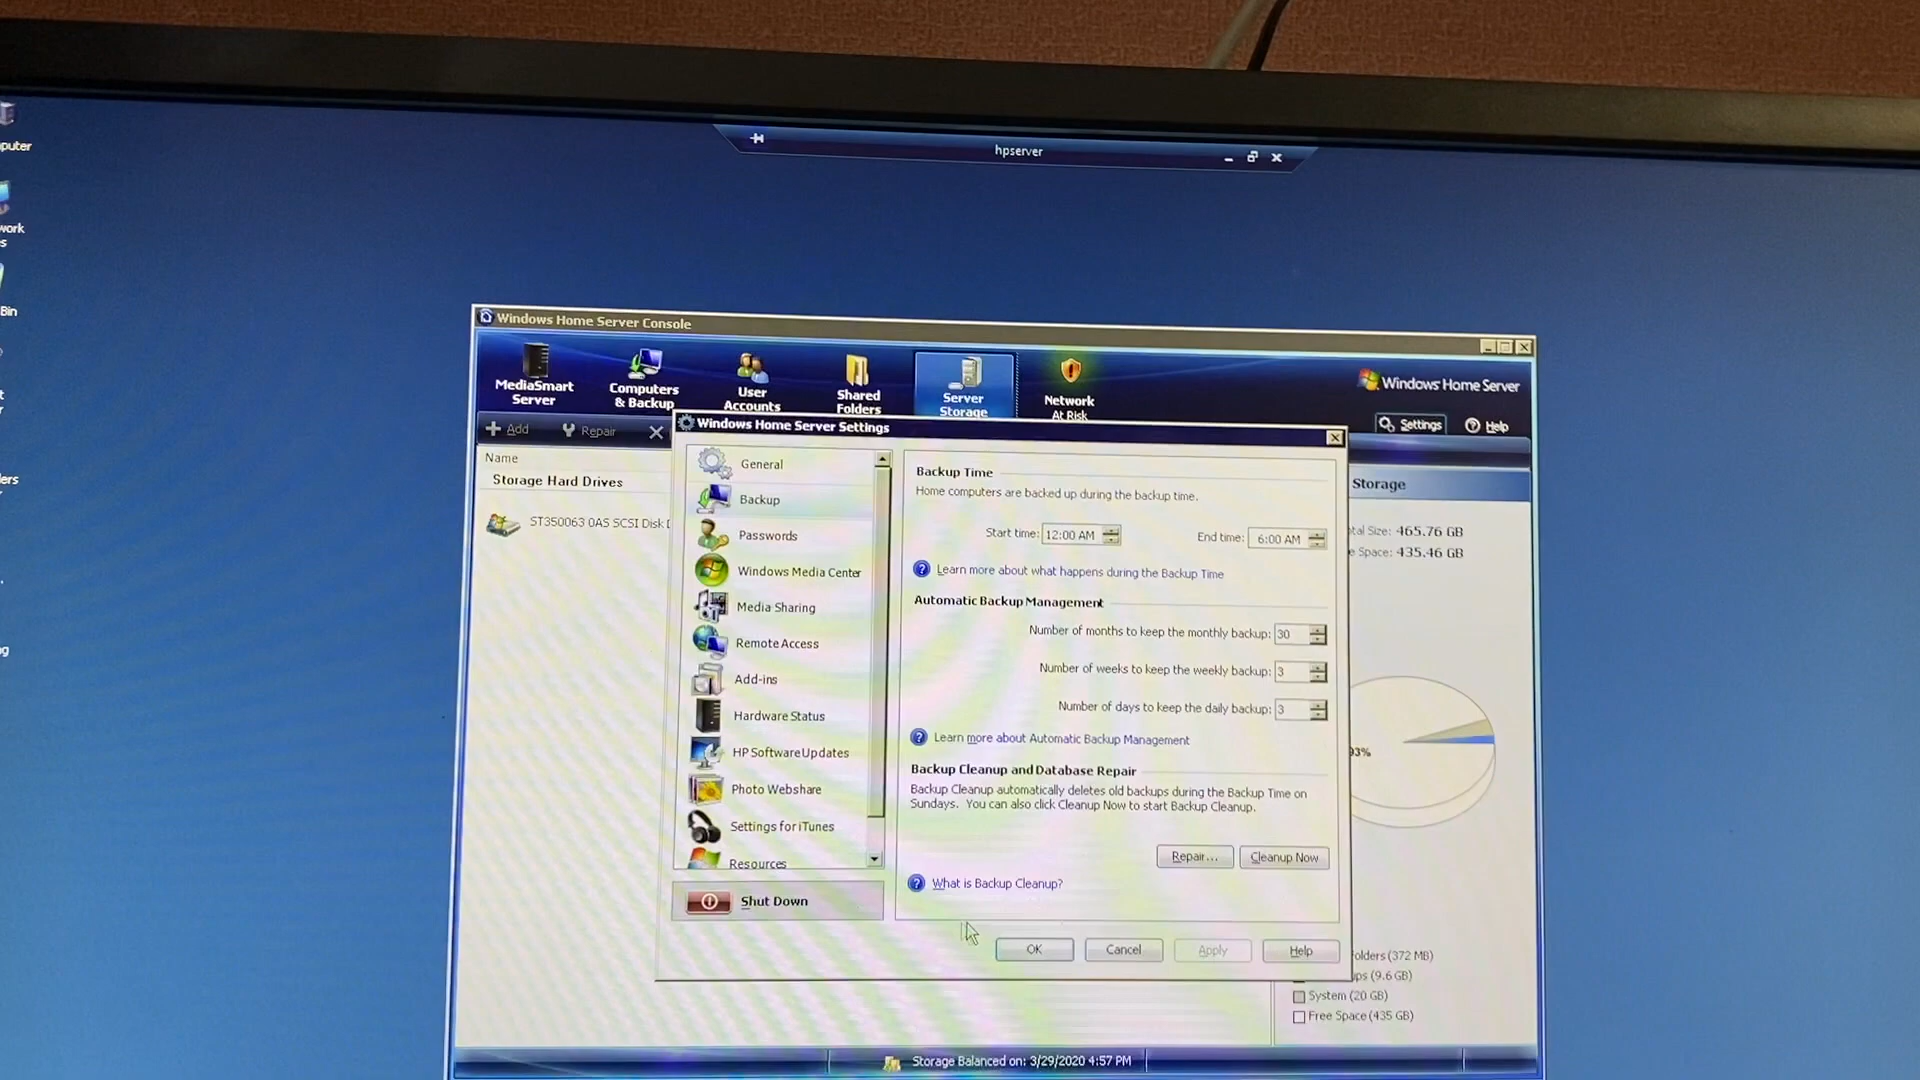 hpserver
puter
work
s
Bin
t
r
ers
g
Windows Home Server Console
MediaSmart
Server
Computers
& Backup
User
Accounts
Shared
Folders
Server
Storage
Network
At Risk
Windows Home Server
Add
Repair
Settings
Help
Name
Storage Hard Drives
ST350063 0AS SCSI Disk
Windows Home Server Settings
General
Backup
Passwords
Windows Media Center
Media Sharing
Remote Access
Add-ins
Hardware Status
HP Software Updates
Photo Webshare
Settings for iTunes
Resources
Shut Down
Backup Time
Home computers are backed up during the backup time.
Start time: 12:00 AM End time: 6:00 AM
Learn more about what happens during the Backup Time
Automatic Backup Management
Number of months to keep the monthly backup: 30
Number of weeks to keep the weekly backup: 3
Number of days to keep the daily backup: 3
Learn more about Automatic Backup Management
Backup Cleanup and Database Repair
Backup Cleanup automatically deletes old backups during the Backup Time on
Sundays. You can also click Cleanup Now to start Backup Cleanup.
Repair... Cleanup Now
What is Backup Cleanup?
OK Cancel Apply Help
Storage
tal Size: 465.76 GB
e Space: 435.46 GB
93%
olders (372 MB)
ps (9.6 GB)
System (20 GB)
Free Space (435 GB)
Storage Balanced on: 3/29/2020 4:57 PM